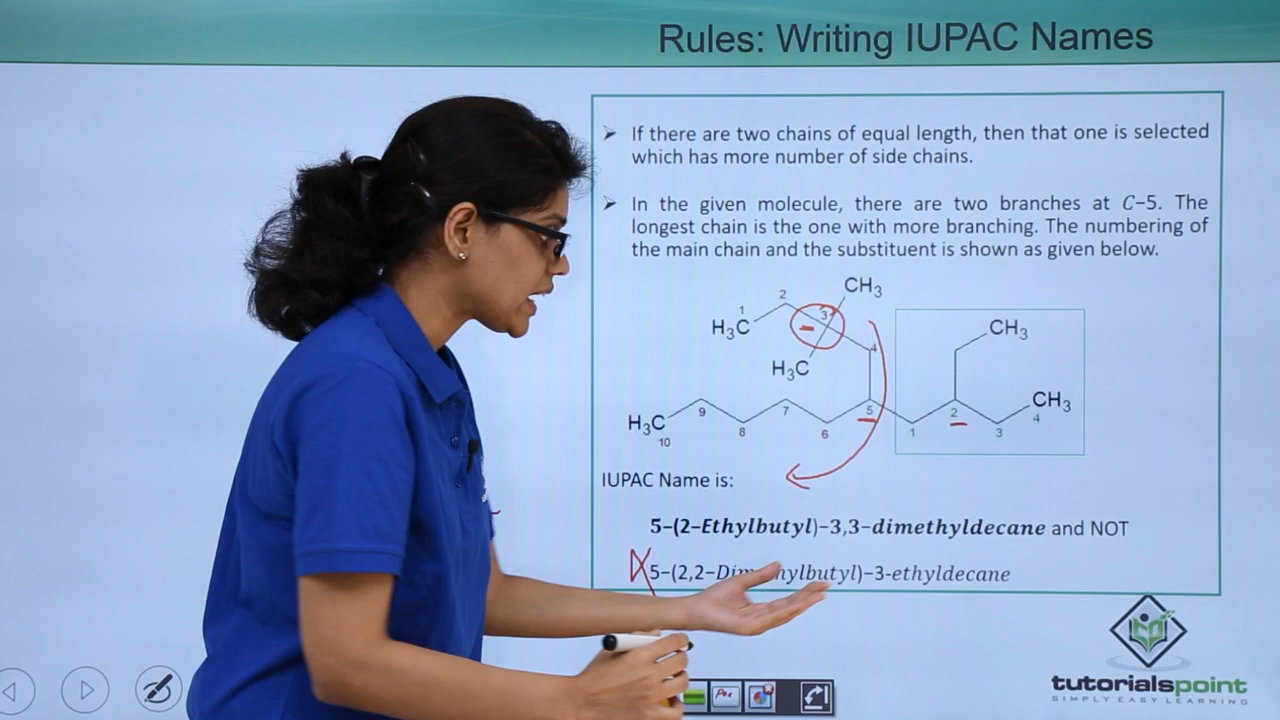 Rules: Writing IUPAC Names
➢ If there are two chains of equal length, then that one is selected
which has more number of side chains.
➢ In the given molecule, there are two branches at C−5. The
longest chain is the one with more branching. The numbering of
the main chain and the substituent is shown as given below.
CH3
2
1
3
H3C
CH3
4
H3C
CH3
9 7 5 2 4
H3C
8 6 1 3
10
IUPAC Name is:
5−(2−Ethylbutyl)−3,3−dimethyldecane and NOT
5−(2,2− −3-ethyldecane
tutorialspoint
SIMPLY EASY LEARNING
Pen